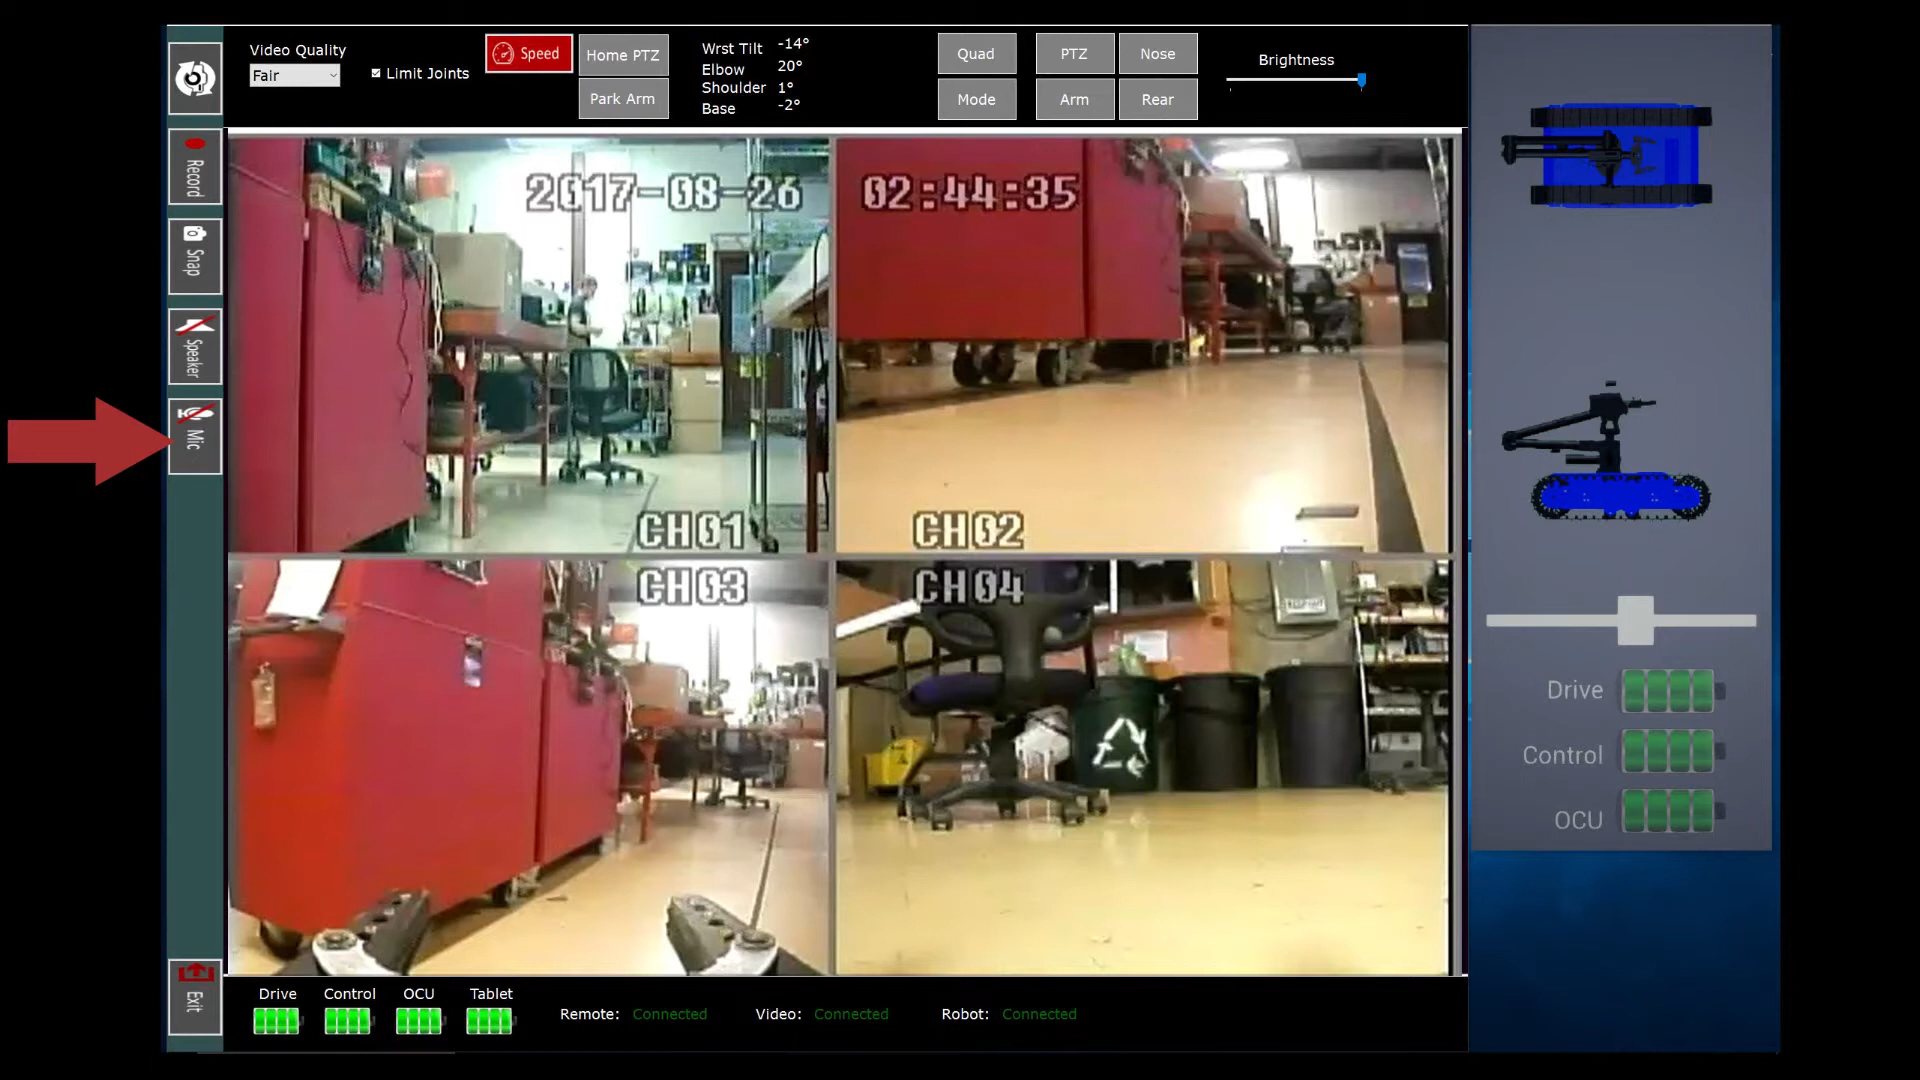 Video Quality
Fair
Limit Joints
Speed
Home PTZ
Park Arm
Wrst Tilt -14°
Elbow 20°
Shoulder 1°
Base -2°
Quad
PTZ
Nose
Mode
Arm
Rear
Brightness
Record
Snap
Speaker
Mic
Exit
2017-08-26 02:44:35
CH01
CH02
CH03
CH04
Drive
Control
OCU
Drive Control OCU Tablet
Remote: Connected Video: Connected Robot: Connected